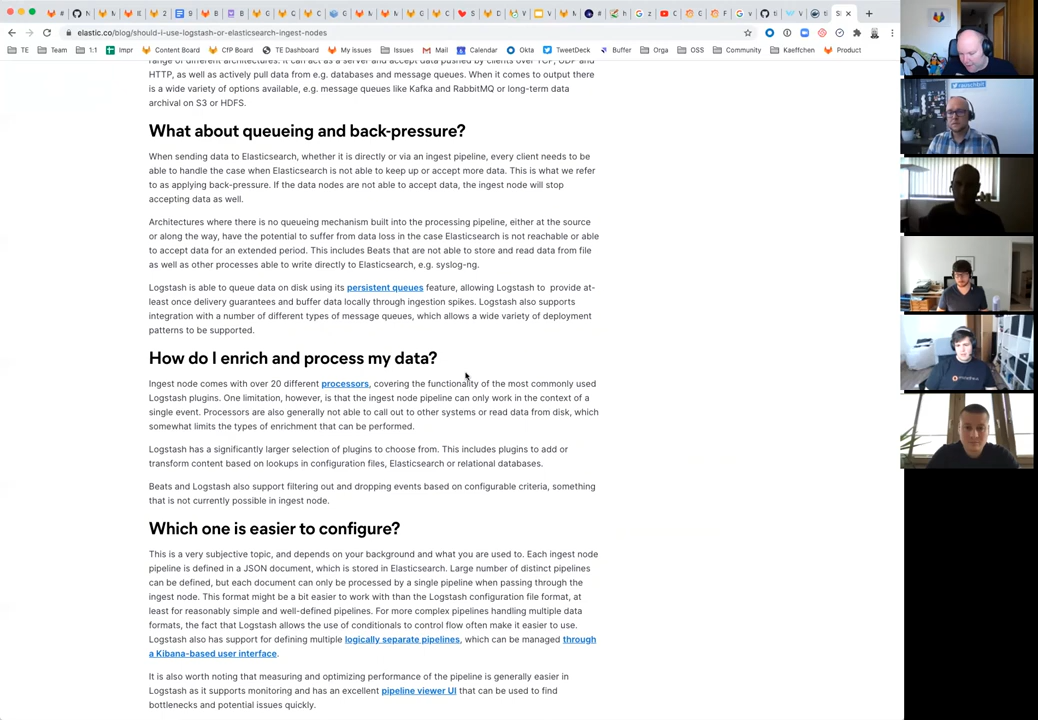 elastic.co/blog/should-i-use-logstash-or-elasticsearch-ingest-nodes
TE
Team
1:1
Impr
Content Board
CfP Board
TE Dashboard
My issues
Issues
Mail
Calendar
Okta
TweetDeck
Buffer
Orga
OSS
Community
Kaeffchen
Product
range of different architectures. It can act as a server and accept data pushed by clients over TCP, UDP and
HTTP, as well as actively pull data from e.g. databases and message queues. When it comes to output there
is a wide variety of options available, e.g. message queues like Kafka and RabbitMQ or long-term data
archival on S3 or HDFS.
What about queueing and back-pressure?
When sending data to Elasticsearch, whether it is directly or via an ingest pipeline, every client needs to be
able to handle the case when Elasticsearch is not able to keep up or accept more data. This is what we refer
to as applying back-pressure. If the data nodes are not able to accept data, the ingest node will stop
accepting data as well.
Architectures where there is no queueing mechanism built into the processing pipeline, either at the source
or along the way, have the potential to suffer from data loss in the case Elasticsearch is not reachable or able
to accept data for an extended period. This includes Beats that are not able to store and read data from file
as well as other processes able to write directly to Elasticsearch, e.g. syslog-ng.
Logstash is able to queue data on disk using its persistent queues feature, allowing Logstash to provide at-
least once delivery guarantees and buffer data locally through ingestion spikes. Logstash also supports
integration with a number of different types of message queues, which allows a wide variety of deployment
patterns to be supported.
How do I enrich and process my data?
Ingest node comes with over 20 different processors, covering the functionality of the most commonly used
Logstash plugins. One limitation, however, is that the ingest node pipeline can only work in the context of a
single event. Processors are also generally not able to call out to other systems or read data from disk, which
somewhat limits the types of enrichment that can be performed.
Logstash has a significantly larger selection of plugins to choose from. This includes plugins to add or
transform content based on lookups in configuration files, Elasticsearch or relational databases.
Beats and Logstash also support filtering out and dropping events based on configurable criteria, something
that is not currently possible in ingest node.
Which one is easier to configure?
This is a very subjective topic, and depends on your background and what you are used to. Each ingest node
pipeline is defined in a JSON document, which is stored in Elasticsearch. Large number of distinct pipelines
can be defined, but each document can only be processed by a single pipeline when passing through the
ingest node. This format might be a bit easier to work with than the Logstash configuration file format, at
least for reasonably simple and well-defined pipelines. For more complex pipelines handling multiple data
formats, the fact that Logstash allows the use of conditionals to control flow often make it easier to use.
Logstash also has support for defining multiple logically separate pipelines, which can be managed through
a Kibana-based user interface.
It is also worth noting that measuring and optimizing performance of the pipeline is generally easier in
Logstash as it supports monitoring and has an excellent pipeline viewer UI that can be used to find
bottlenecks and potential issues quickly.